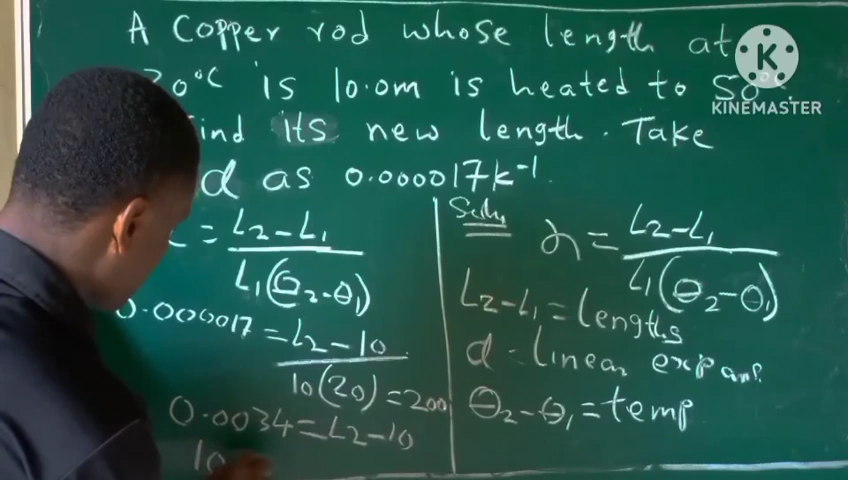 A Copper rod whose length at
30°C is 10.0m is heated to 50°C
find its new length. Take
α as 0.000017k⁻¹.
K
KINEMASTER
= L2-L1
L1(θ2-θ1)
0.000017 = L2-10
10(20) = 200
0.0034 = L2-10
10
Soln
α = L2-L1
L1(θ2-θ1)
L2-L1 = lengths
α = linear expans.
θ2-θ1 = temp